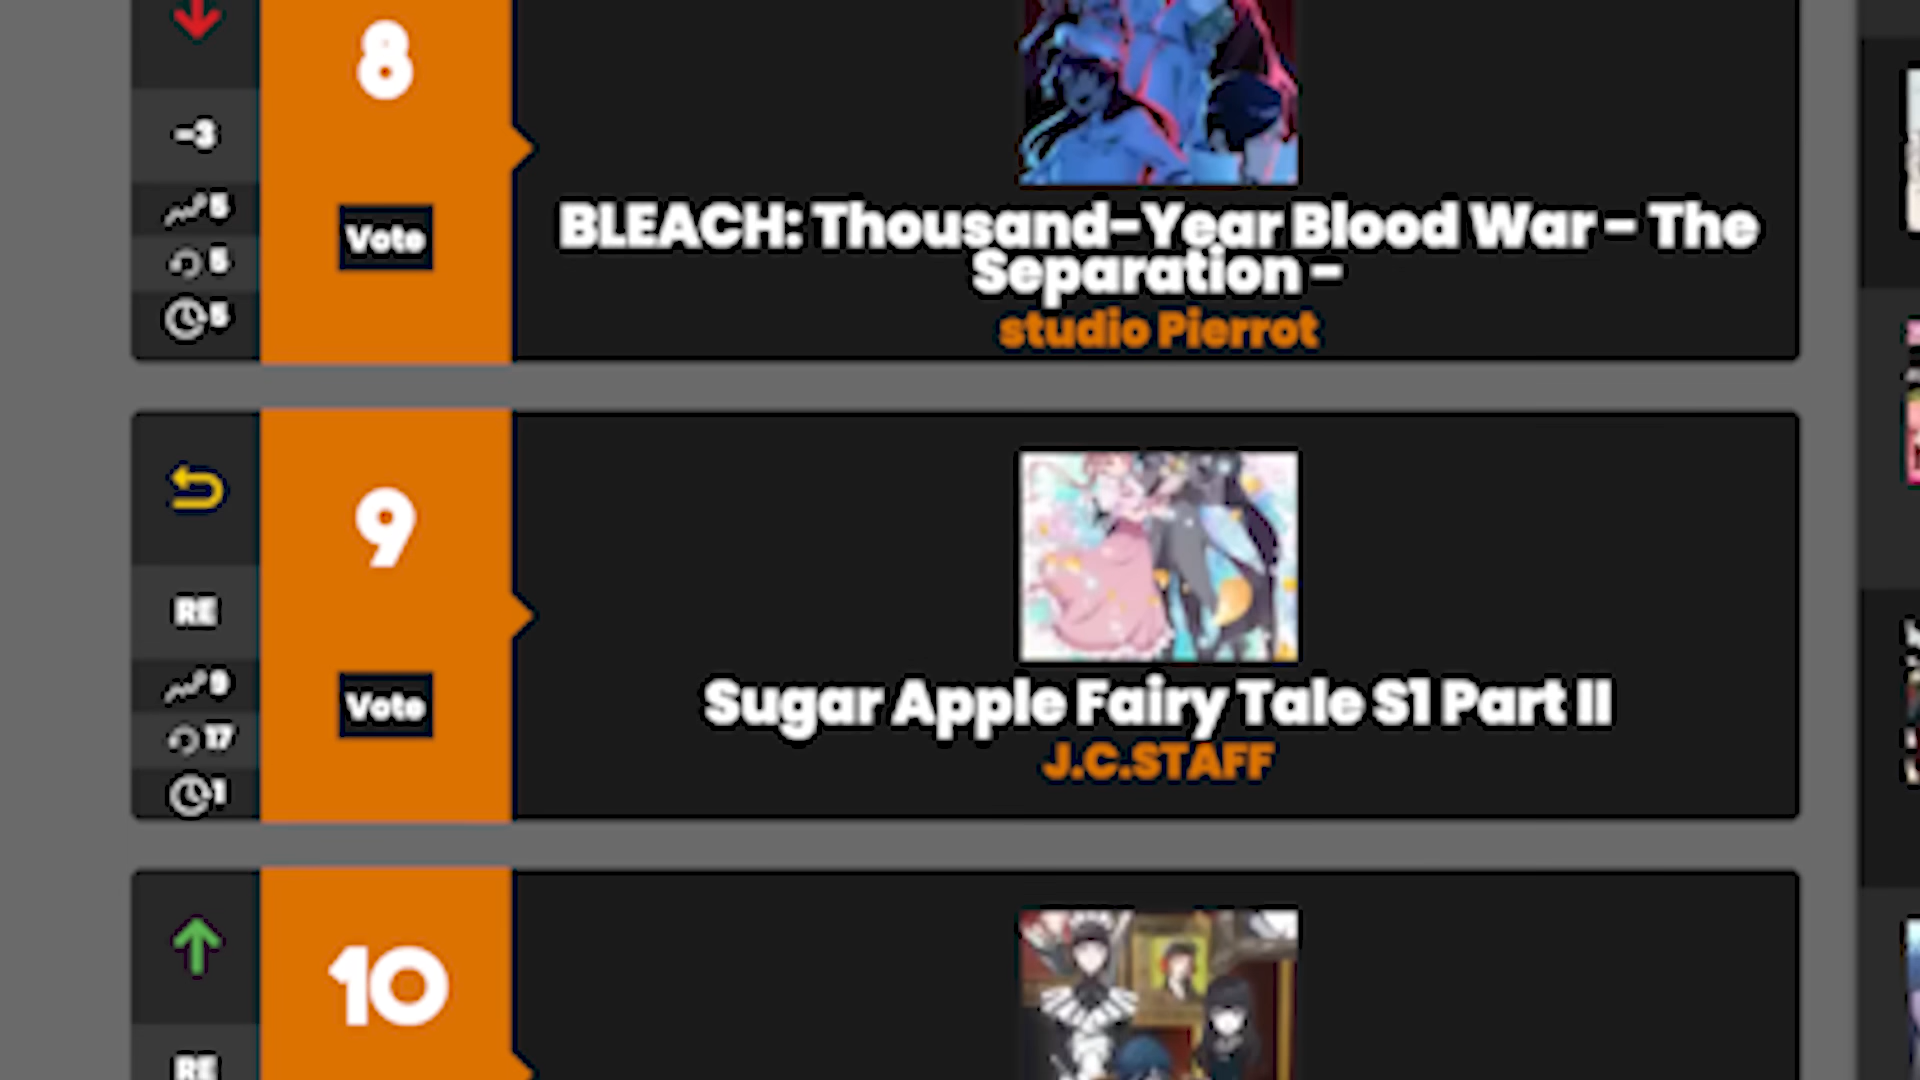 8
-3
5
5
5
Vote
BLEACH: Thousand-Year Blood War - The
Separation -
studio Pierrot
9
RE
9
17
1
Vote
Sugar Apple Fairy Tale S1 Part II
J.C.STAFF
10
RE